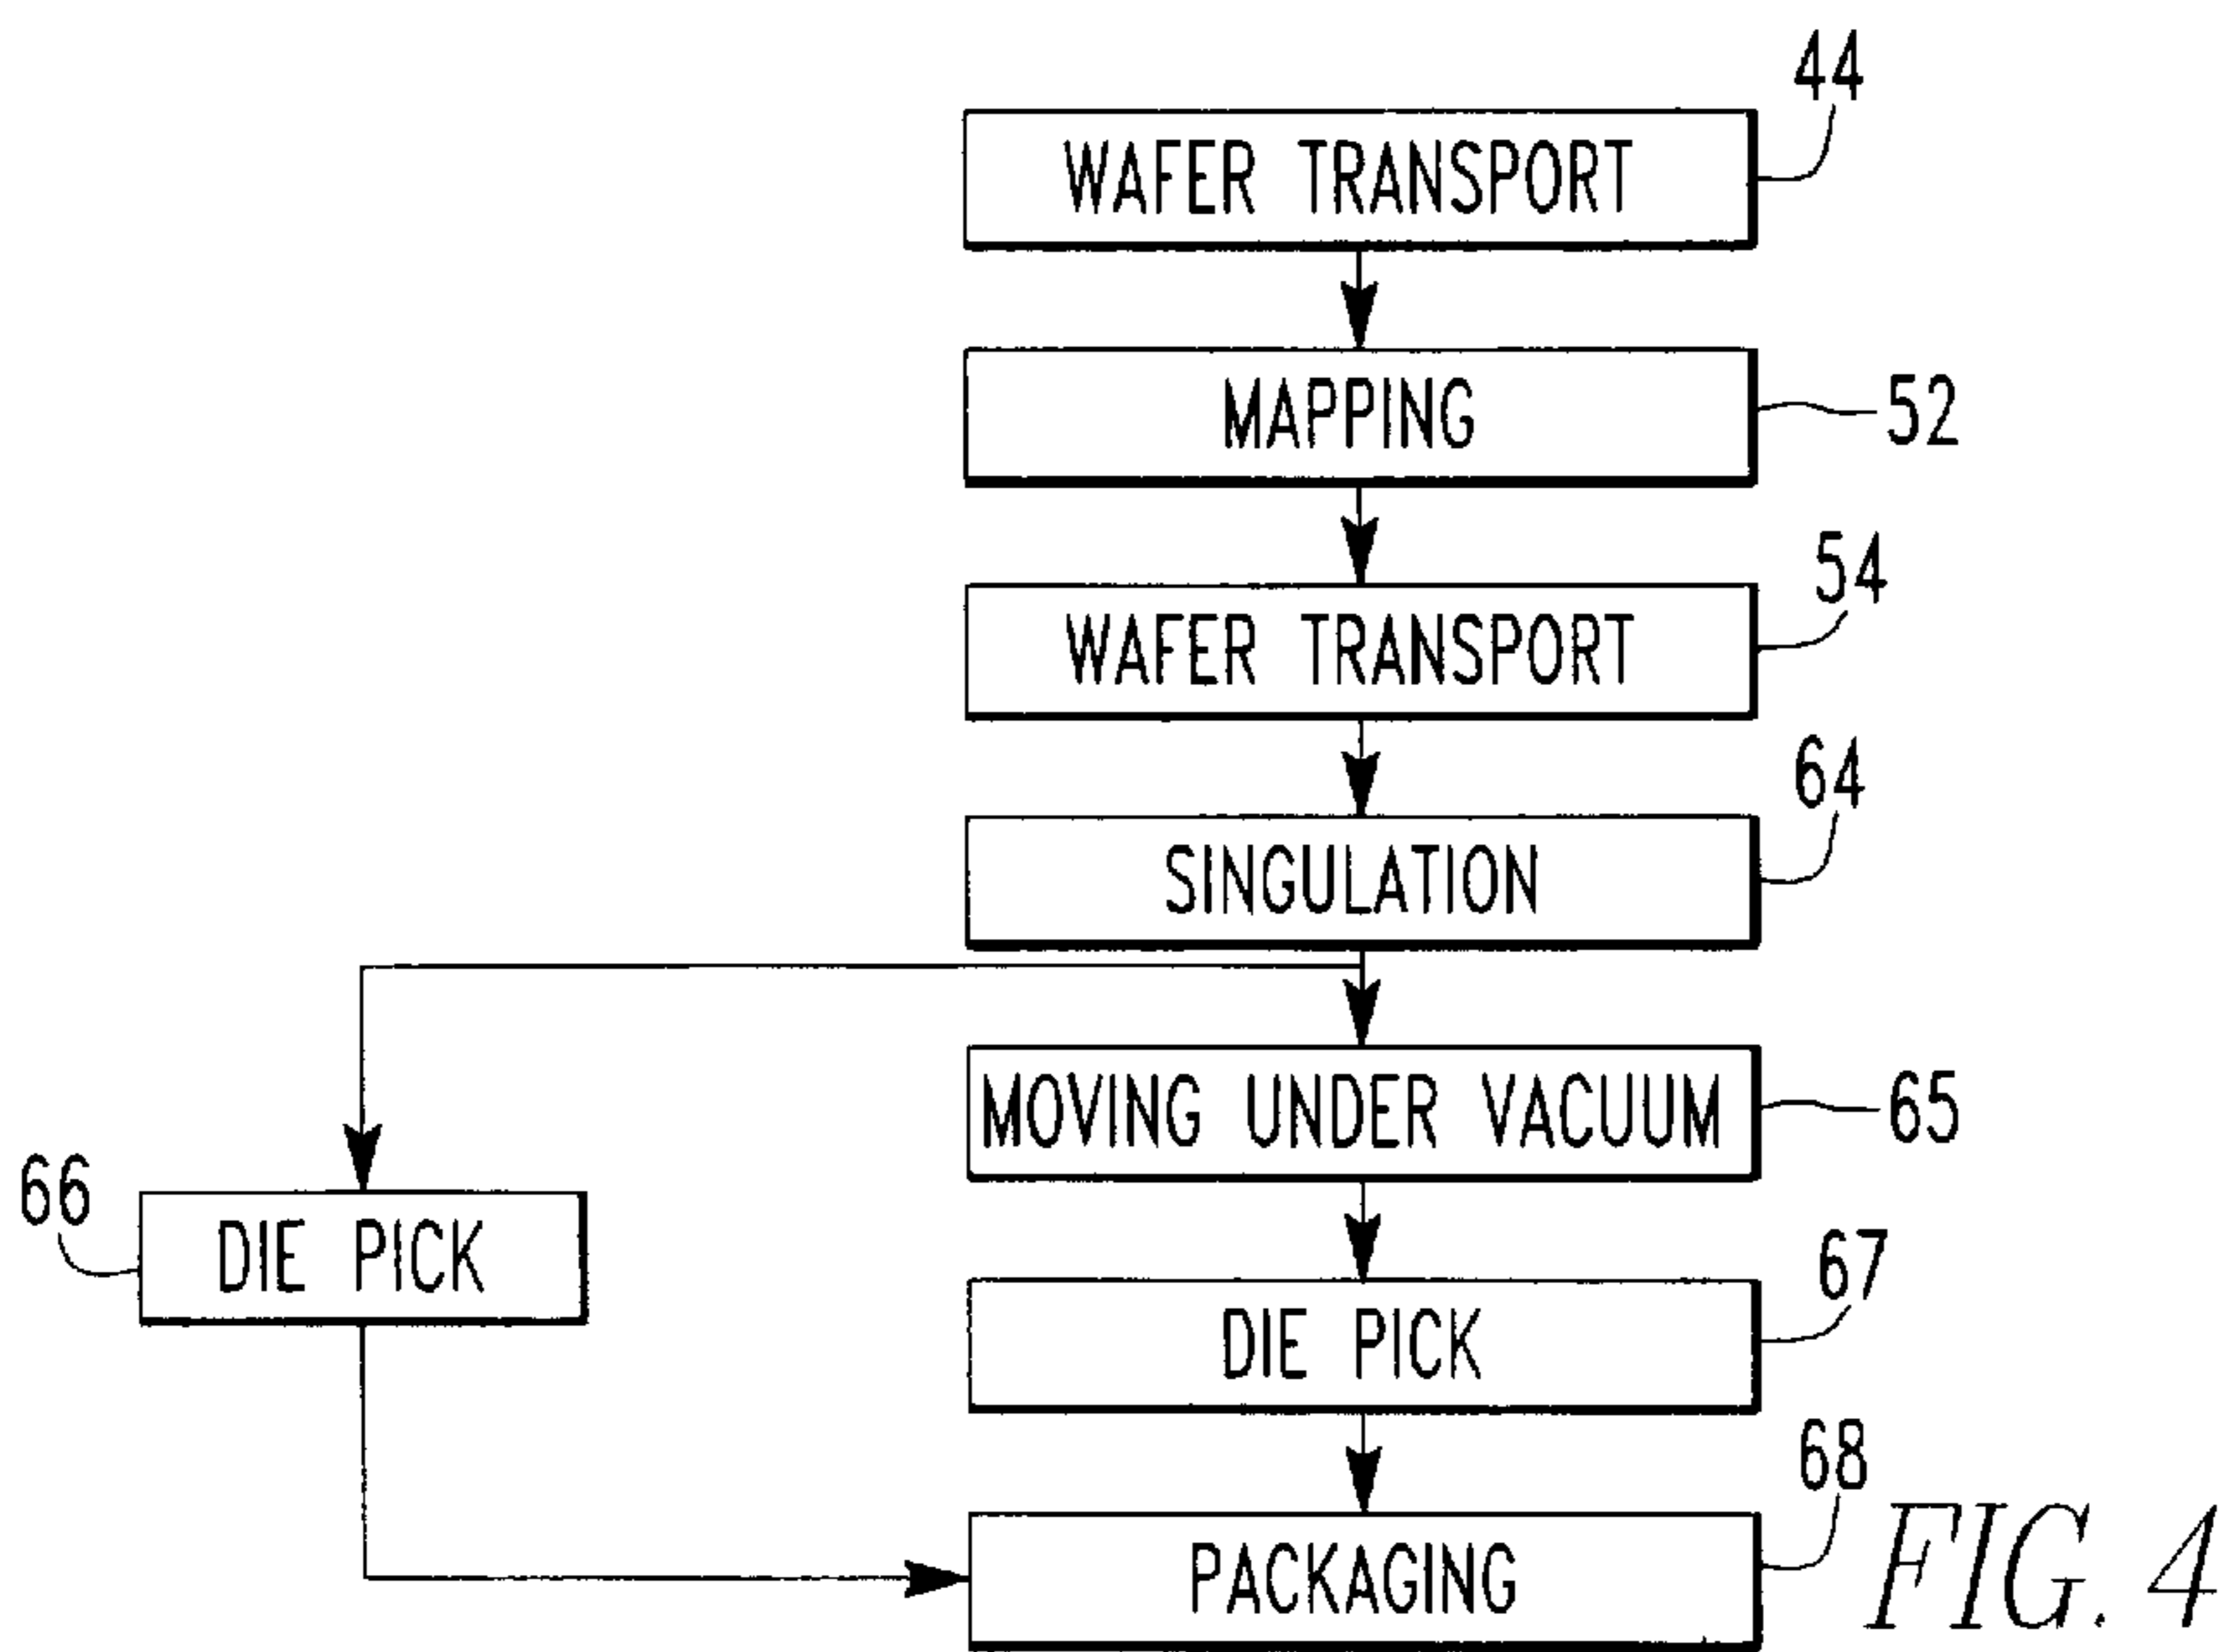 44
WAFER TRANSPORT
MAPPING
52
54
WAFER TRANSPORT
64
SINGULATION
MOVING UNDER VACUUM
65
66
DIE PICK
67
DIE PICK
68
PACKAGING
FIG. 4